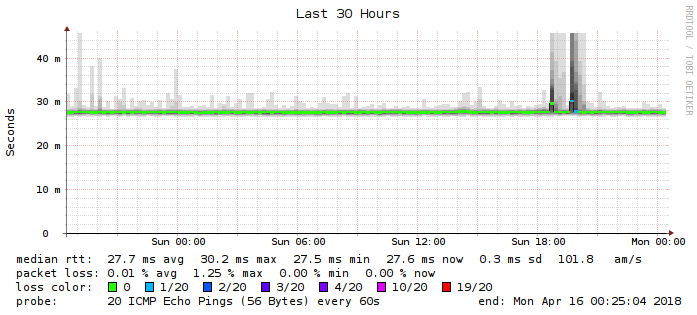 Last 30 Hours
RRDTOOL / TOBI OETIKER
Seconds
40 m
30 m
20 m
10 m
0
Sun 00:00 Sun 06:00 Sun 12:00 Sun 18:00 Mon 00:00
median rtt: 27.7 ms avg 30.2 ms max 27.5 ms min 27.6 ms now 0.3 ms sd 101.8 am/s
packet loss: 0.01 % avg 1.25 % max 0.00 % min 0.00 % now
loss color: 0 1/20 2/20 3/20 4/20 10/20 19/20
probe: 20 ICMP Echo Pings (56 Bytes) every 60s end: Mon Apr 16 00:25:04 2018